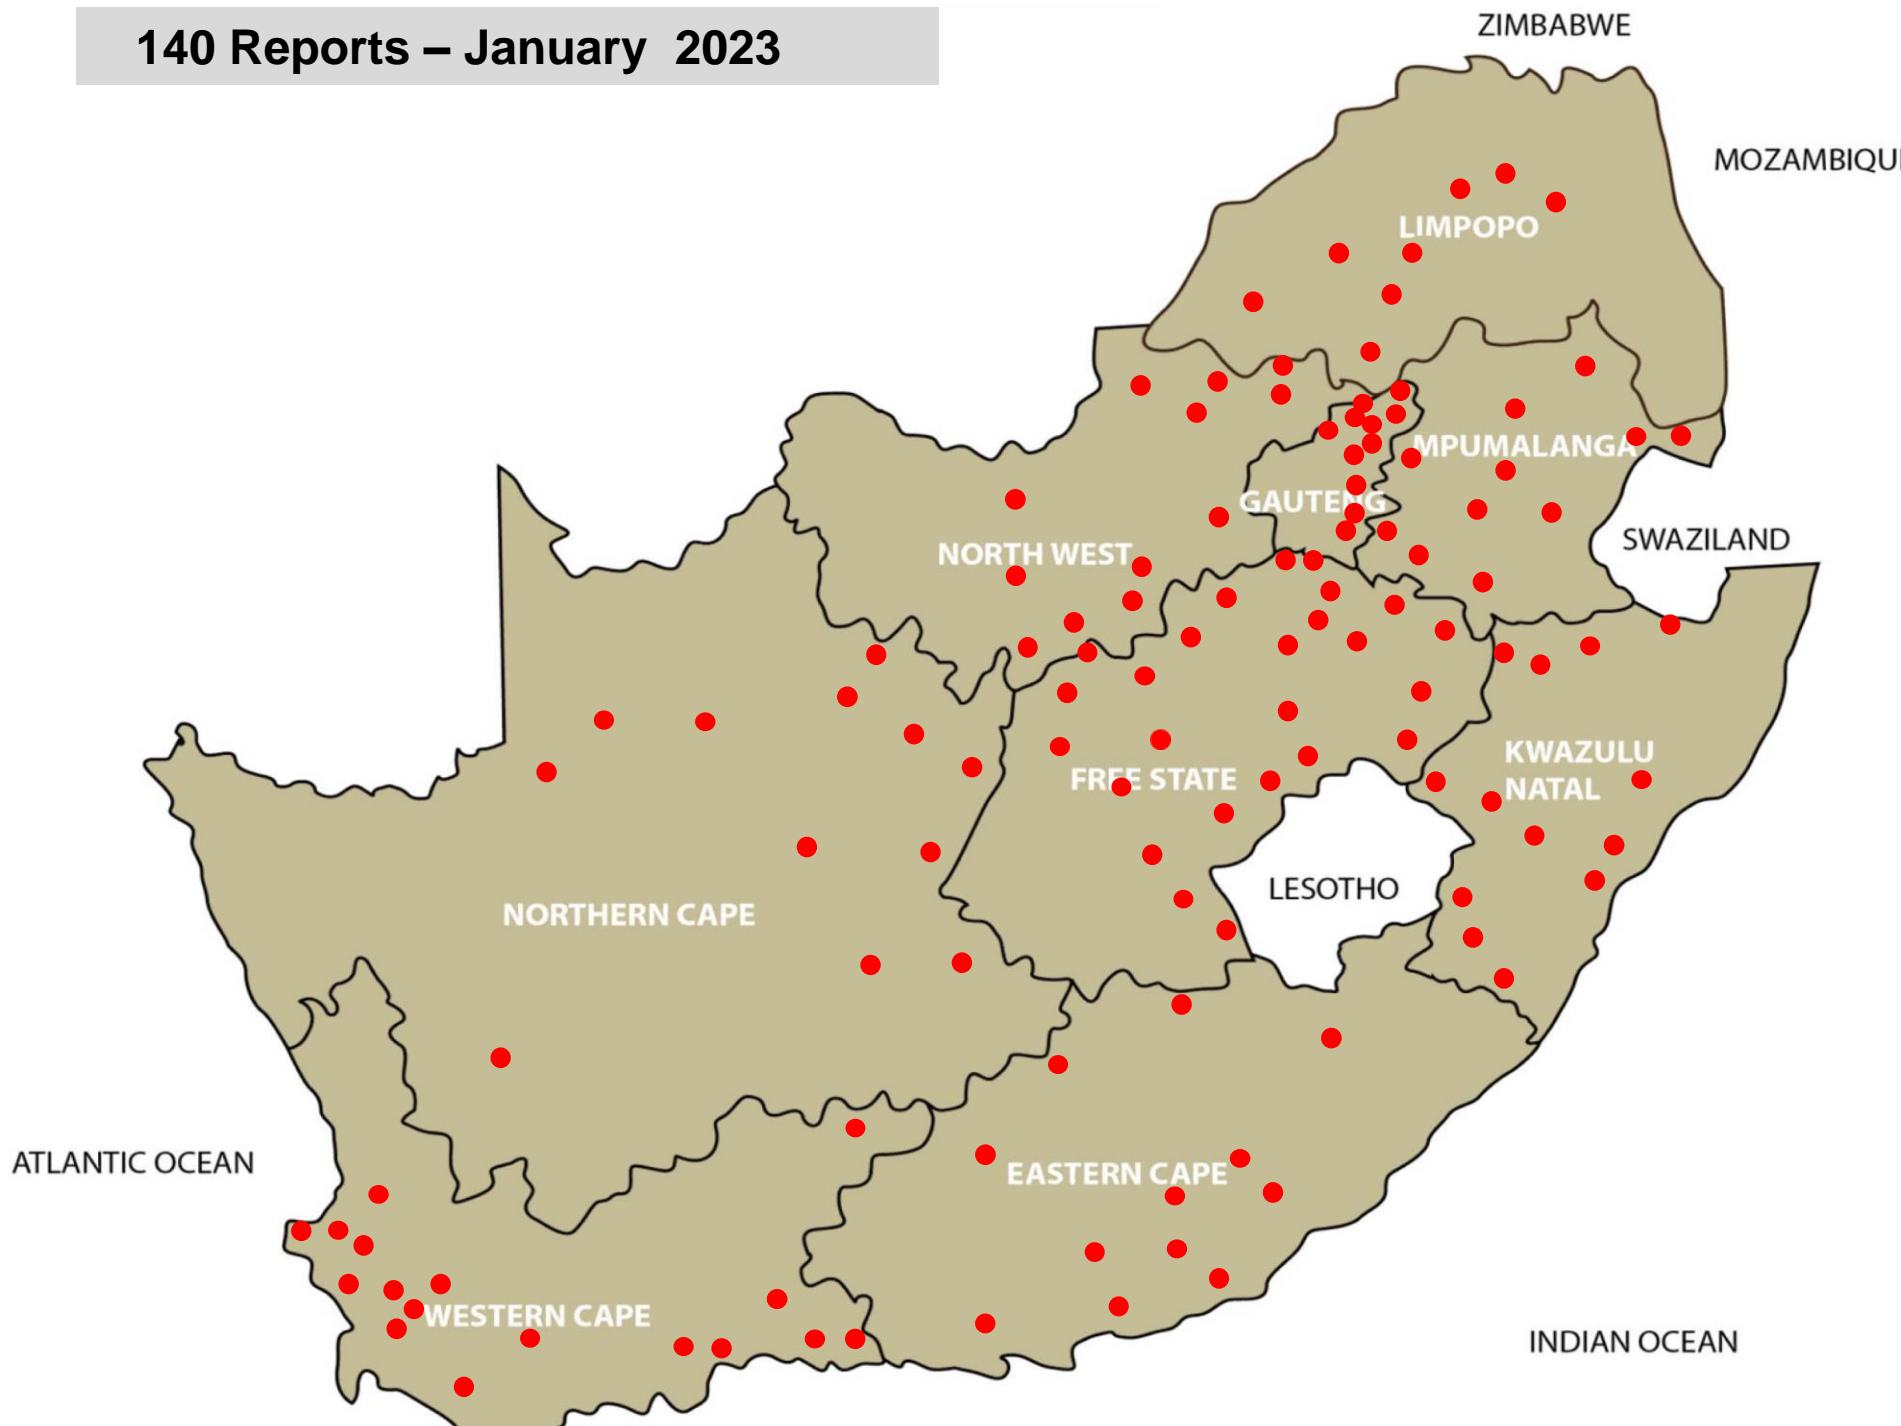 140 Reports – January  2023
ZIMBABWE
MOZAMBIQU
LIMPOPO
MPUMALANGA
GAUTENG
SWAZILAND
NORTH WEST
KWAZULU
NATAL
FREE STATE
LESOTHO
NORTHERN CAPE
ATLANTIC OCEAN
EASTERN CAPE
WESTERN CAPE
INDIAN OCEAN